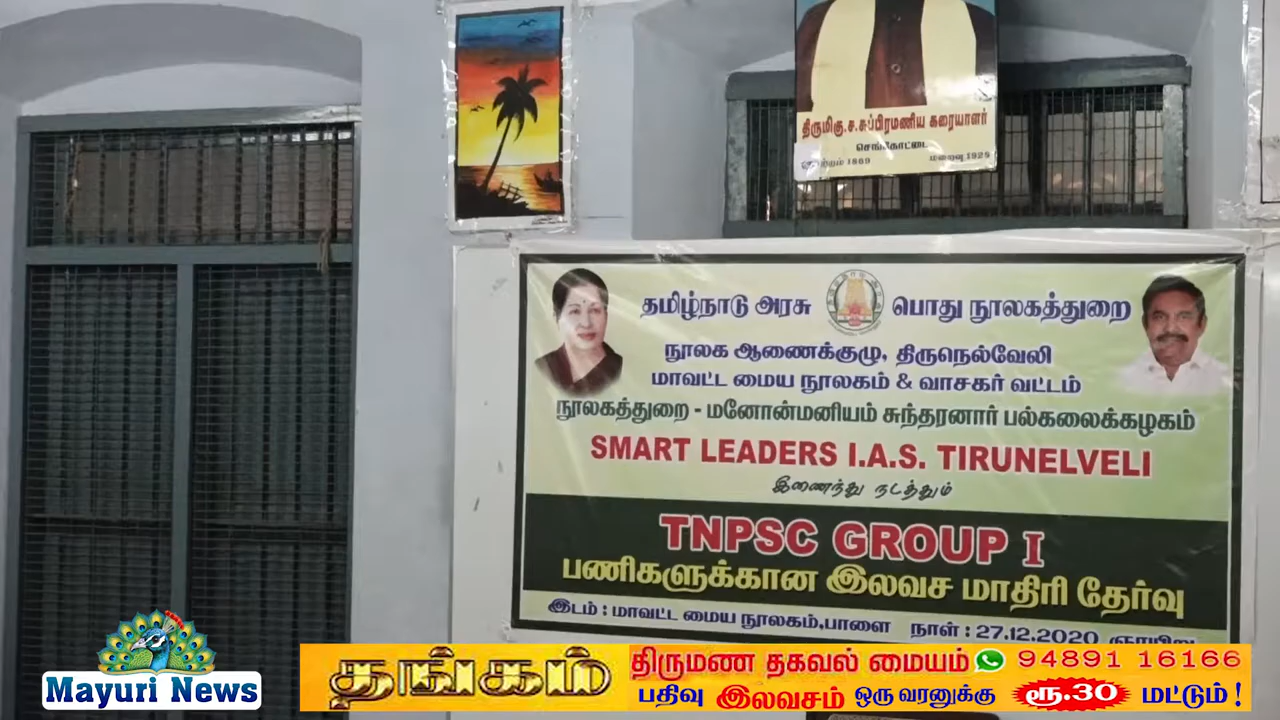 திருமிகு.ச.சுப்பிரமணிய கரையாளர்
செங்கோட்டை
தோற்றம் 1869 மறைவு 1925
தமிழ்நாடு அரசு பொது நூலகத்துறை
நூலக ஆணைக்குழு, திருநெல்வேலி
மாவட்ட மைய நூலகம் & வாசகர் வட்டம்
நூலகத்துறை - மனோன்மனியம் சுந்தரனார் பல்கலைக்கழகம்
SMART LEADERS I.A.S. TIRUNELVELI
இணைந்து நடத்தும்
TNPSC GROUP I
பணிகளுக்கான இலவச மாதிரி தேர்வு
இடம் : மாவட்ட மைய நூலகம்,பாளை நாள் : 27.12.2020 ஞாயிறு
Mayuri News
தங்கம் திருமண தகவல் மையம் 94891 16166
பதிவு இலவசம் ஒரு வரனுக்கு ரூ.30 மட்டும் !